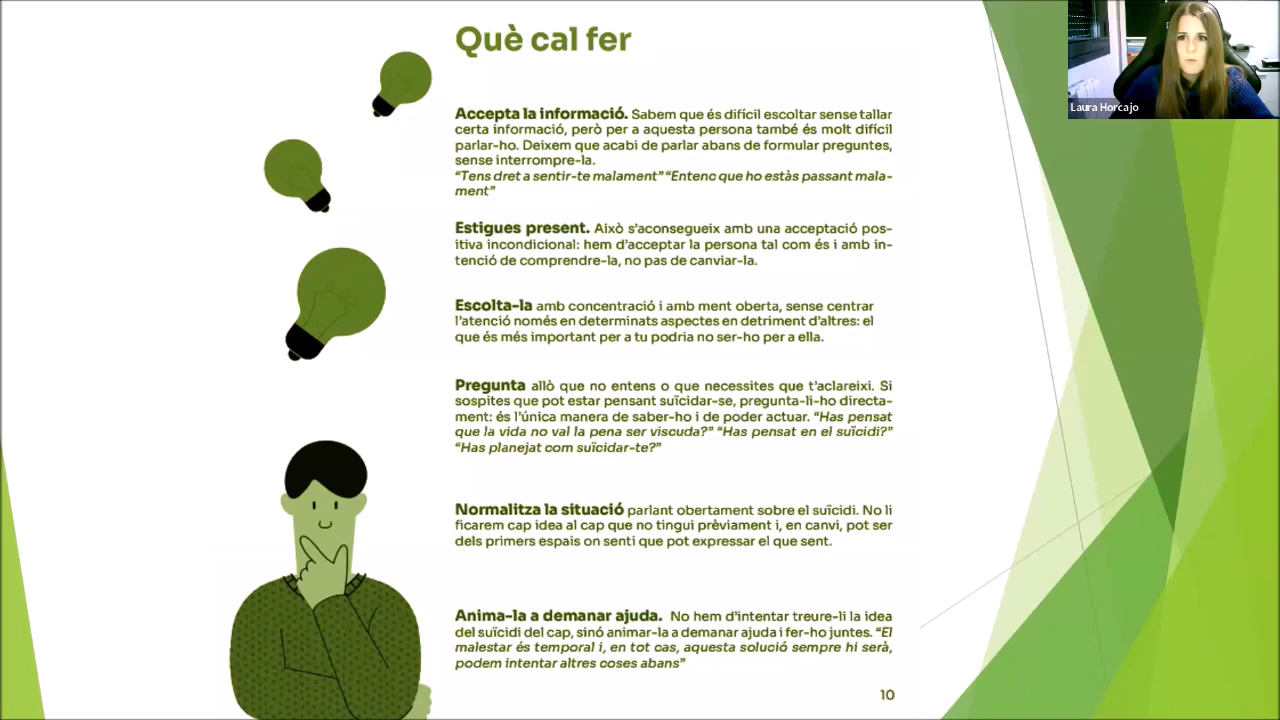 Què cal fer
Laura Horcajo
Accepta la informació. Sabem que és difícil escoltar sense tallar
certa informació, però per a aquesta persona també és molt difícil
parlar-ho. Deixem que acabi de parlar abans de formular preguntes,
sense interrompre-la.
“Tens dret a sentir-te malament” “Entenc que ho estàs passant mala-
ment”
Estigues present. Això s’aconsegueix amb una acceptació pos-
itiva incondicional: hem d’acceptar la persona tal com és i amb in-
tenció de comprendre-la, no pas de canviar-la.
Escolta-la amb concentració i amb ment oberta, sense centrar
l’atenció només en determinats aspectes en detriment d’altres: el
que és més important per a tu podria no ser-ho per a ella.
Pregunta allò que no entens o que necessites que t’aclareixi. Si
sospites que pot estar pensant suïcidar-se, pregunta-li-ho directa-
ment: és l’única manera de saber-ho i de poder actuar. “Has pensat
que la vida no val la pena ser viscuda?” “Has pensat en el suïcidi?”
“Has planejat com suïcidar-te?”
Normalitza la situació parlant obertament sobre el suïcidi. No li
ficarem cap idea al cap que no tingui prèviament i, en canvi, pot ser
dels primers espais on senti que pot expressar el que sent.
Anima-la a demanar ajuda. No hem d’intentar treure-li la idea
del suïcidi del cap, sinó animar-la a demanar ajuda i fer-ho juntes. “El
malestar és temporal i, en tot cas, aquesta solució sempre hi serà,
podem intentar altres coses abans”
10